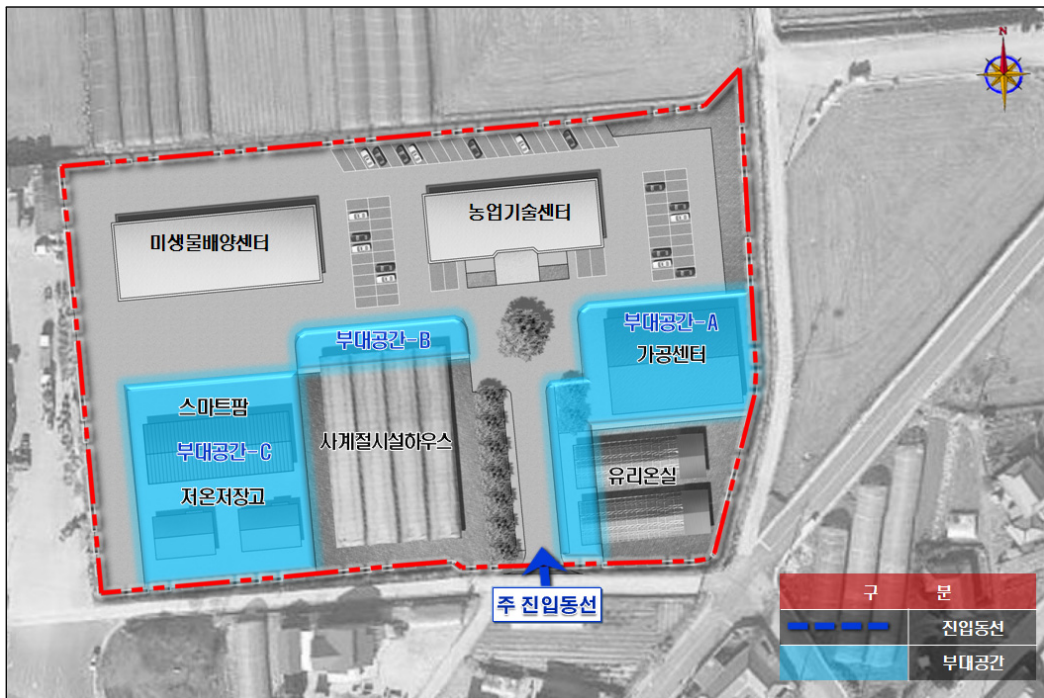 N
농업기술센터
미생물배양센터
부대공간-A
부대공간-B
가공센터
스마트팜
사계절시설하우스
부대공간-C
유리온실
저온저장고
주 진입동선
구 분
진입동선
부대공간